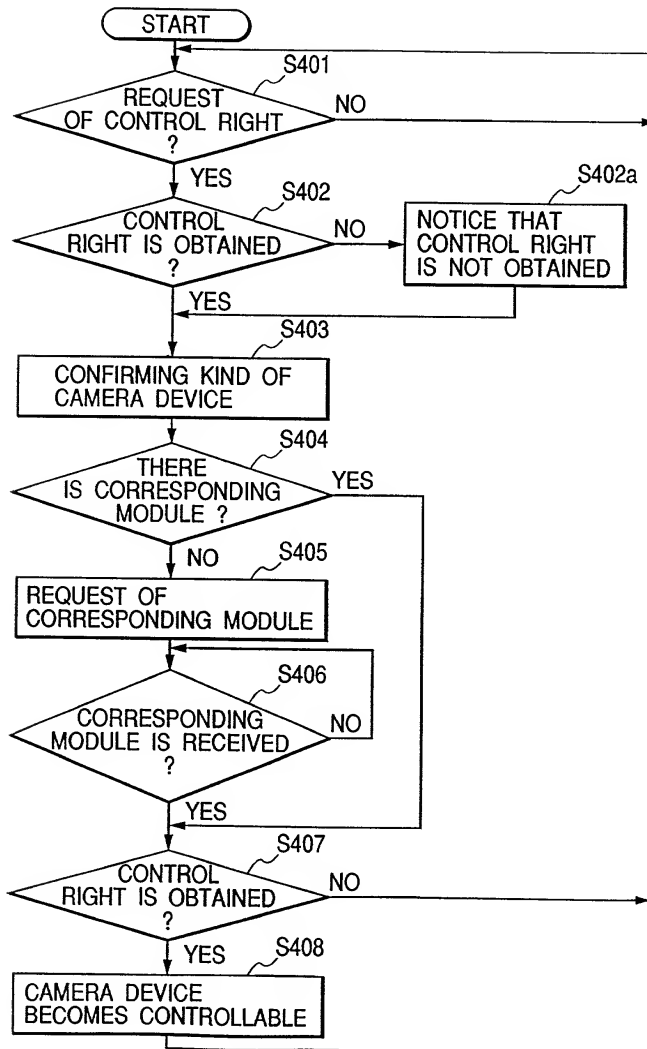 START
S401
REQUEST
OF CONTROL RIGHT
?
NO
YES
S402
CONTROL
RIGHT IS OBTAINED
?
NO
YES
S402a
NOTICE THAT
CONTROL RIGHT
IS NOT OBTAINED
S403
CONFIRMING KIND OF
CAMERA DEVICE
S404
THERE
IS CORRESPONDING
MODULE ?
YES
NO
S405
REQUEST OF
CORRESPONDING MODULE
S406
CORRESPONDING
MODULE IS RECEIVED
?
NO
YES
S407
CONTROL
RIGHT IS OBTAINED
?
NO
YES
S408
CAMERA DEVICE
BECOMES CONTROLLABLE